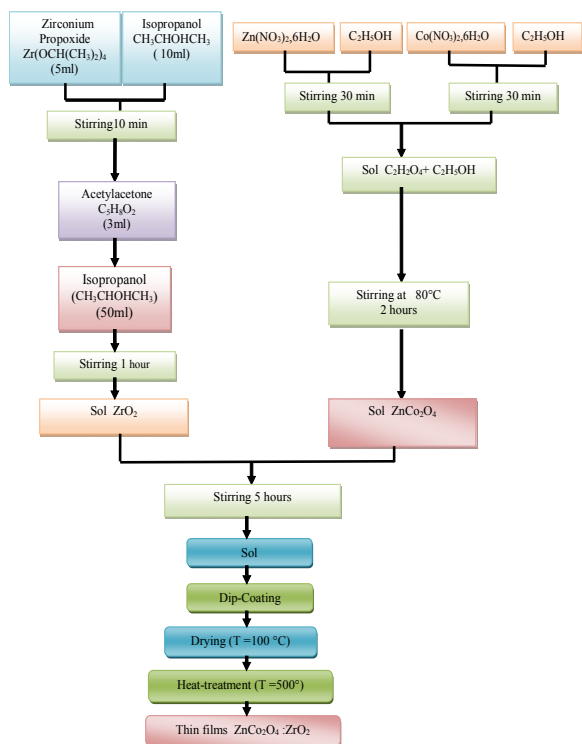 Zirconium
Propoxide
Zr(OCH(CH₃)₂)₄
(5ml)
Isopropanol
CH₃CHOHCH₃
( 10ml)
Stirring10 min
Acetylacetone
C₅H₈O₂
(3ml)
Isopropanol
(CH₃CHOHCH₃)
(50ml)
Stirring 1 hour
Sol ZrO₂
Zn(NO₃)₂,6H₂O
C₂H₅OH
Co(NO₃)₂,6H₂O
C₂H₅OH
Stirring 30 min
Stirring 30 min
Sol C₂H₂O₄+ C₂H₅OH
Stirring at 80°C
2 hours
Sol ZnCo₂O₄
Stirring 5 hours
Sol
Dip-Coating
Drying (T =100 °C)
Heat-treatment (T =500°)
Thin films ZnCo₂O₄ :ZrO₂